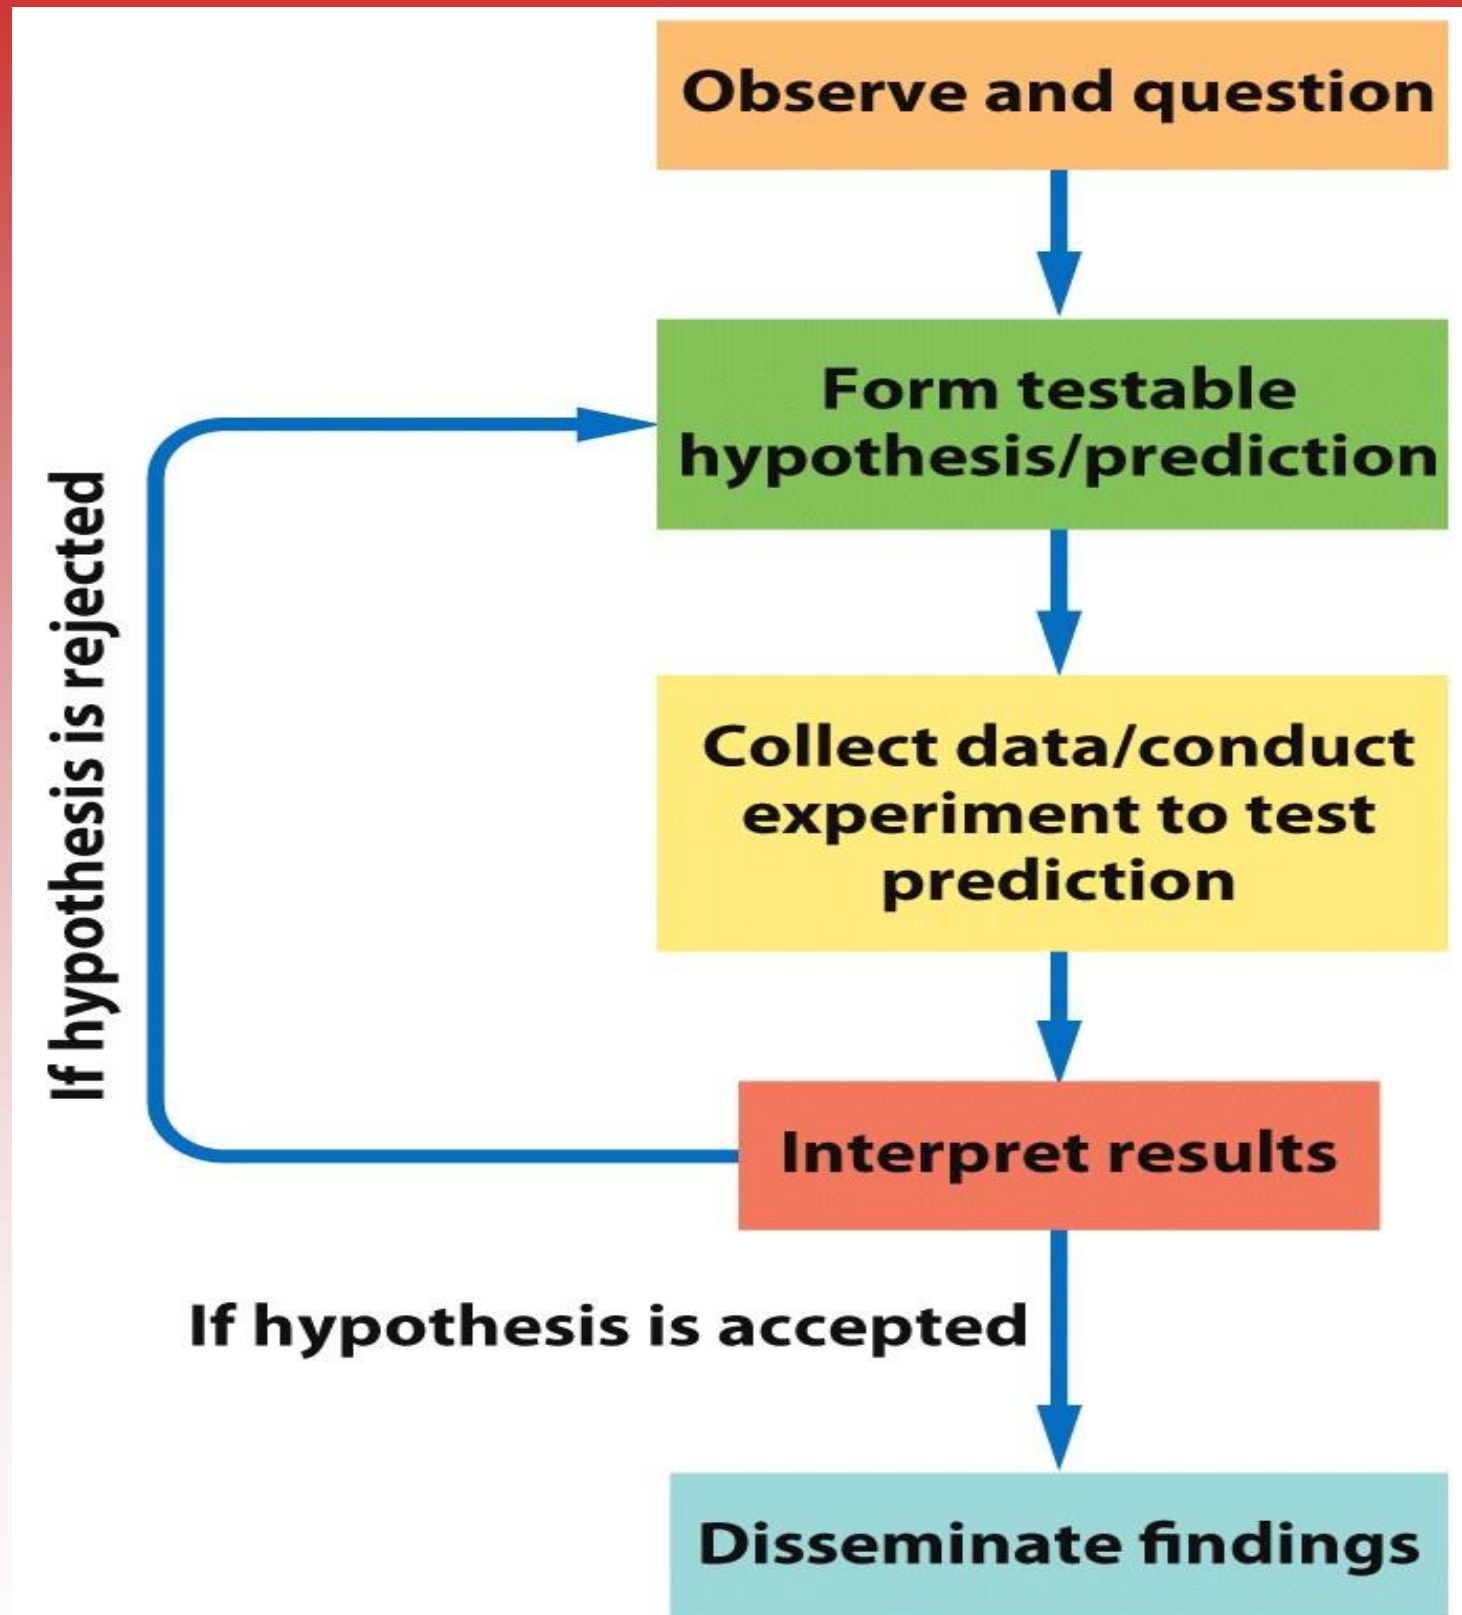 Observe and question
Form testable
hypothesis/prediction
If hypothesis is rejected
Collect data/conduct
experiment to test
prediction
Interpret results
If hypothesis is accepted
Disseminate findings